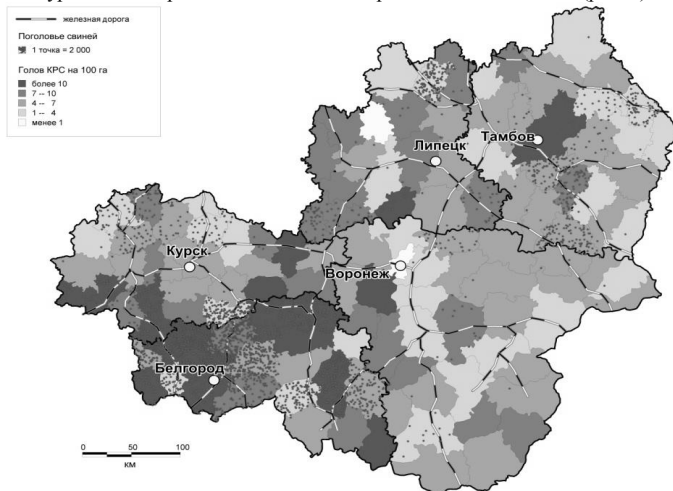 железная дорога
Поголовье свиней
1 точка = 2 000
Голов КРС на 100 га
более 10
7 -- 10
4 -- 7
1 -- 4
менее 1
Липецк
Тамбов
Курск
Воронеж
Белгород
0 50 100
км